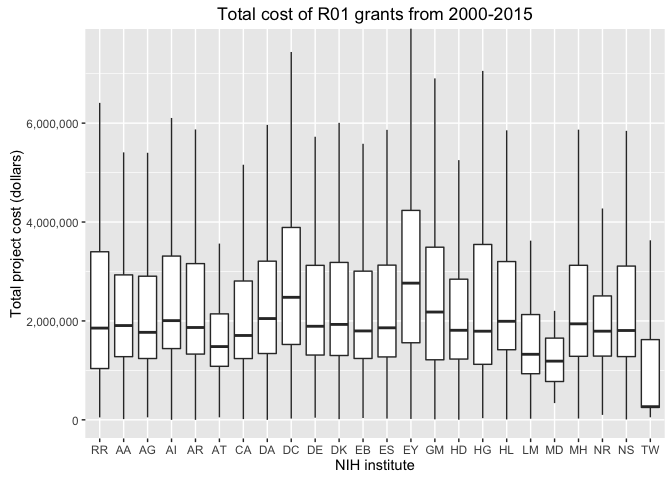 Total cost of R01 grants from 2000-2015
Total project cost (dollars)
6,000,000
4,000,000
2,000,000
0
RR AA AG AI AR AT CA DA DC DE DK EB ES EY GM HD HG HL LM MD MH NR NS TW
NIH institute